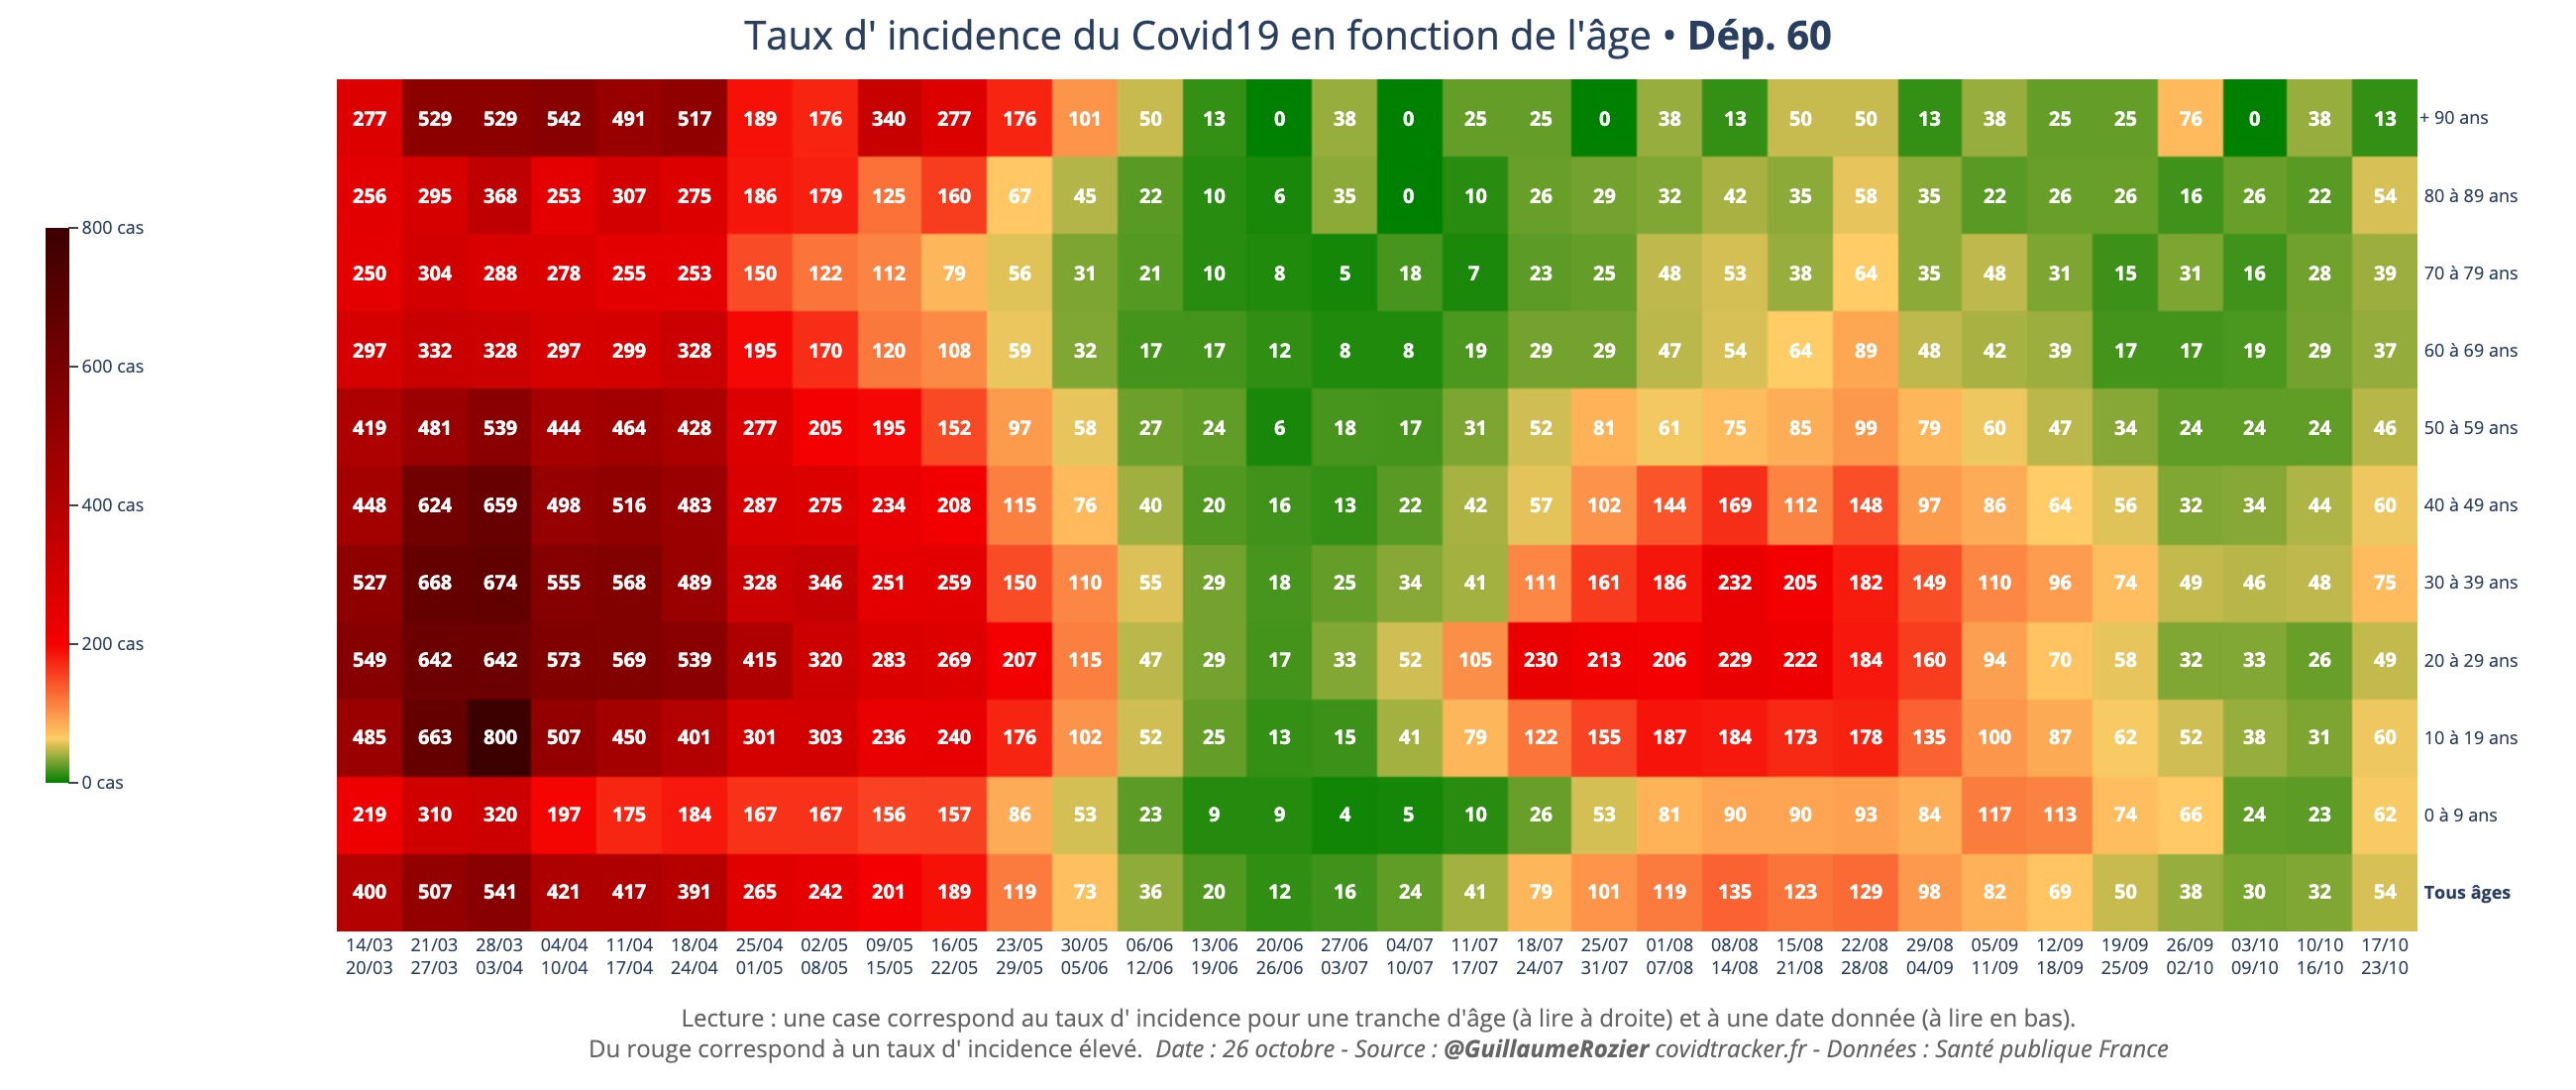 Taux d' incidence du Covid19 en fonction de l'âge • Dép. 60
800 cas
600 cas
400 cas
200 cas
0 cas
277 529 529 542 491 517 189 176 340 277 176 101 50 13 0 38 0 25 25 0 38 13 50 50 13 38 25 25 76 0 38 13 + 90 ans
256 295 368 253 307 275 186 179 125 160 67 45 22 10 6 35 0 10 26 29 32 42 35 58 35 22 26 26 16 26 22 54 80 à 89 ans
250 304 288 278 255 253 150 122 112 79 56 31 21 10 8 5 18 7 23 25 48 53 38 64 35 48 31 15 31 16 28 39 70 à 79 ans
297 332 328 297 299 328 195 170 120 108 59 32 17 17 12 8 8 19 29 29 47 54 64 89 48 42 39 17 17 19 29 37 60 à 69 ans
419 481 539 444 464 428 277 205 195 152 97 58 27 24 6 18 17 31 52 81 61 75 85 99 79 60 47 34 24 24 24 46 50 à 59 ans
448 624 659 498 516 483 287 275 234 208 115 76 40 20 16 13 22 42 57 102 144 169 112 148 97 86 64 56 32 34 44 60 40 à 49 ans
527 668 674 555 568 489 328 346 251 259 150 110 55 29 18 25 34 41 111 161 186 232 205 182 149 110 96 74 49 46 48 75 30 à 39 ans
549 642 642 573 569 539 415 320 283 269 207 115 47 29 17 33 52 105 230 213 206 229 222 184 160 94 70 58 32 33 26 49 20 à 29 ans
485 663 800 507 450 401 301 303 236 240 176 102 52 25 13 15 41 79 122 155 187 184 173 178 135 100 87 62 52 38 31 60 10 à 19 ans
219 310 320 197 175 184 167 167 156 157 86 53 23 9 9 4 5 10 26 53 81 90 90 93 84 117 113 74 66 24 23 62 0 à 9 ans
400 507 541 421 417 391 265 242 201 189 119 73 36 20 12 16 24 41 79 101 119 135 123 129 98 82 69 50 38 30 32 54 Tous âges
14/03 21/03 28/03 04/04 11/04 18/04 25/04 02/05 09/05 16/05 23/05 30/05 06/06 13/06 20/06 27/06 04/07 11/07 18/07 25/07 01/08 08/08 15/08 22/08 29/08 05/09 12/09 19/09 26/09 03/10 10/10 17/10
20/03 27/03 03/04 10/04 17/04 24/04 01/05 08/05 15/05 22/05 29/05 05/06 12/06 19/06 26/06 03/07 10/07 17/07 24/07 31/07 07/08 14/08 21/08 28/08 04/09 11/09 18/09 25/09 02/10 09/10 16/10 23/10
Lecture : une case correspond au taux d' incidence pour une tranche d'âge (à lire à droite) et à une date donnée (à lire en bas).
Du rouge correspond à un taux d' incidence élevé. Date : 26 octobre - Source : @GuillaumeRozier covidtracker.fr - Données : Santé publique France